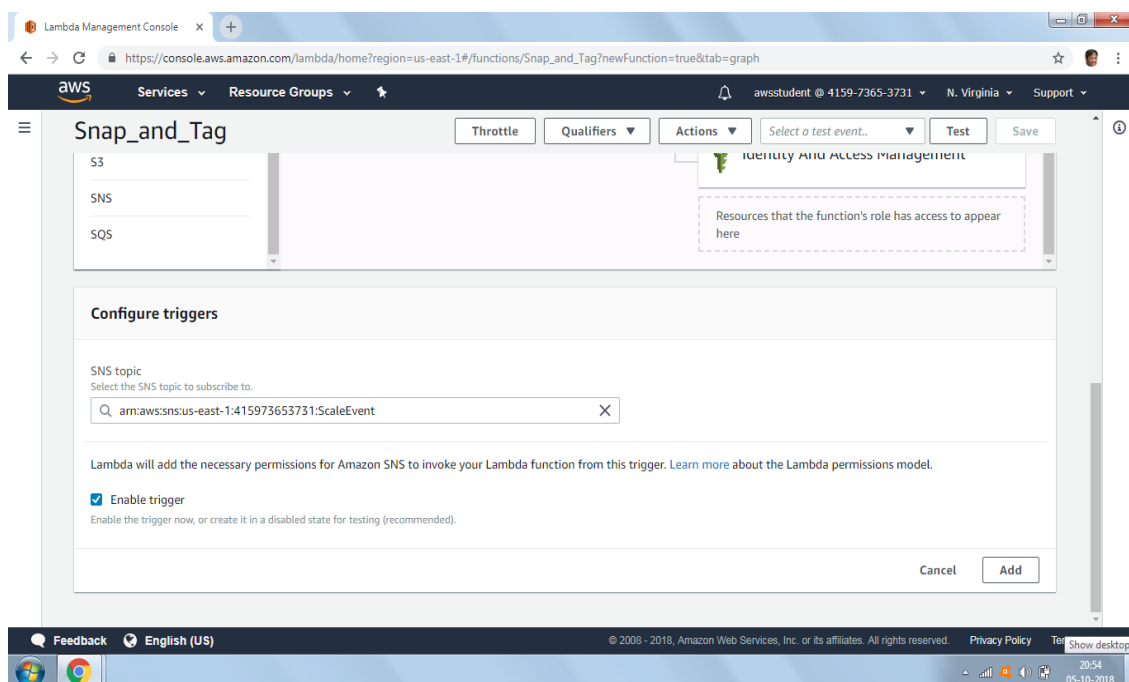 Lambda Management Console
https://console.aws.amazon.com/lambda/home?region=us-east-1#/functions/Snap_and_Tag?newFunction=true&tab=graph
aws Services Resource Groups awsstudent @ 4159-7365-3731 N. Virginia Support
Snap_and_Tag Throttle Qualifiers Actions Select a test event.. Test Save
S3
SNS
SQS
Identity And Access Management
Resources that the function's role has access to appear
here
Configure triggers
SNS topic
Select the SNS topic to subscribe to.
arn:aws:sns:us-east-1:415973653731:ScaleEvent
Lambda will add the necessary permissions for Amazon SNS to invoke your Lambda function from this trigger. Learn more about the Lambda permissions model.
Enable trigger
Enable the trigger now, or create it in a disabled state for testing (recommended).
Cancel Add
Feedback English (US) © 2008 - 2018, Amazon Web Services, Inc. or its affiliates. All rights reserved. Privacy Policy Ter
Show desktop
20:54
05-10-2018